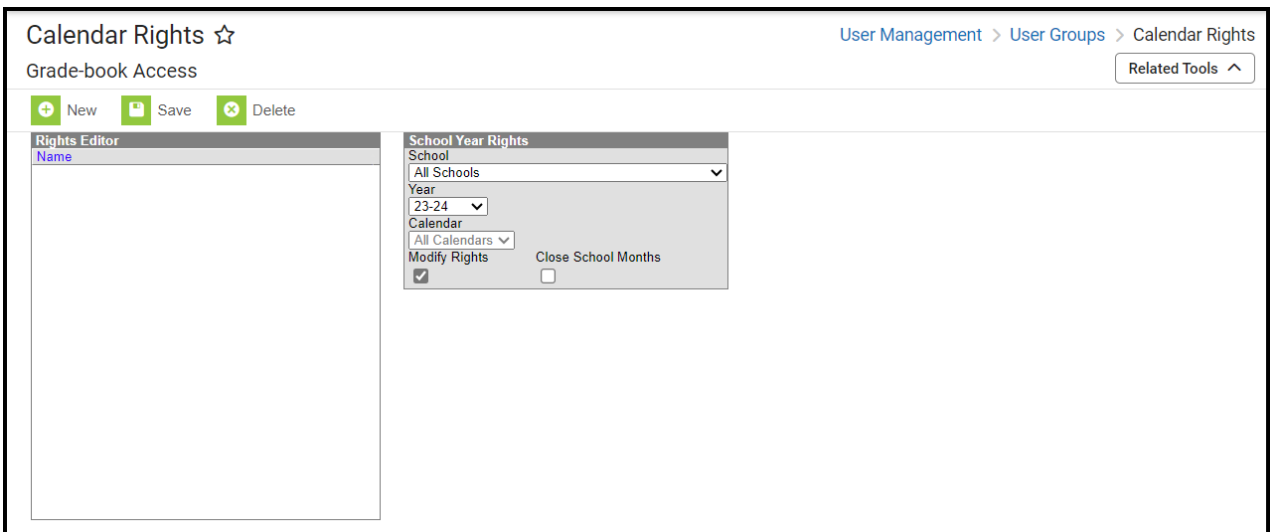 Calendar Rights
User Management > User Groups > Calendar Rights
Grade-book Access
Related Tools
New Save Delete
Rights Editor
Name
School Year Rights
School
All Schools
Year
23-24
Calendar
All Calendars
Modify Rights Close School Months